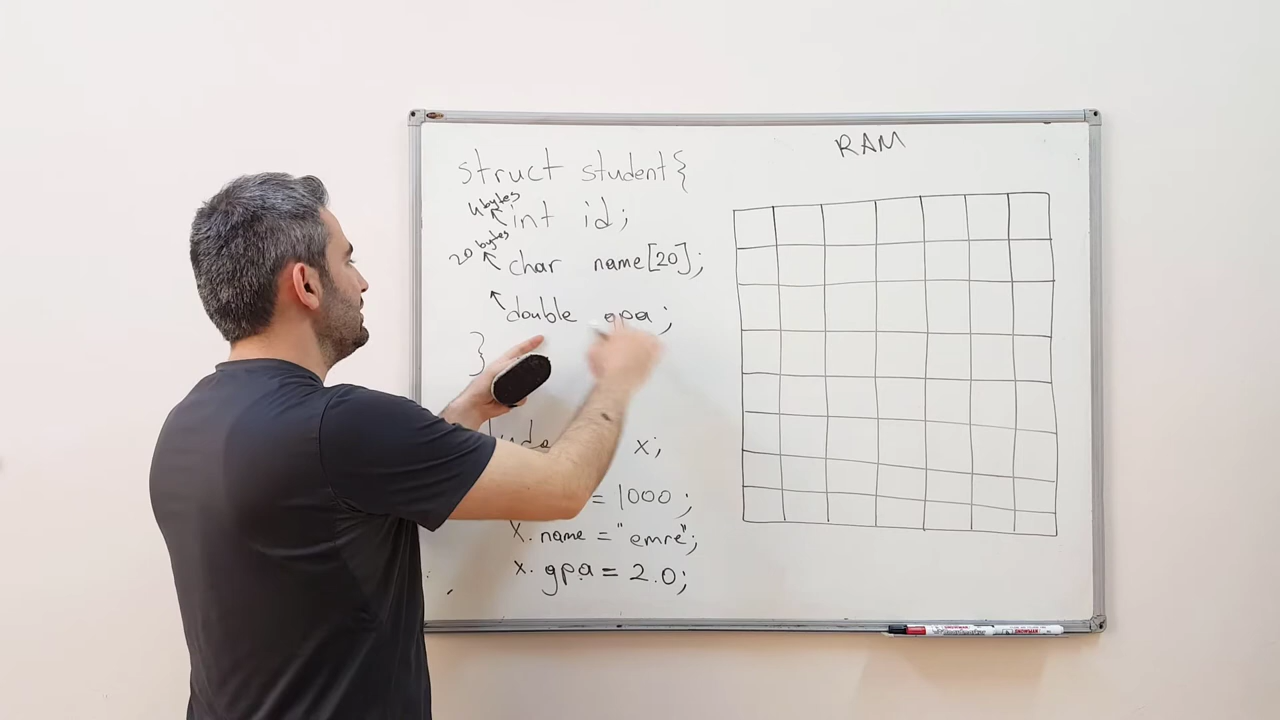 RAM
struct student{
4 bytes
int id;
20 bytes
char name[20];
double gpa;
}
x;
= 1000;
x.name = "emre";
x.gpa = 2.0;